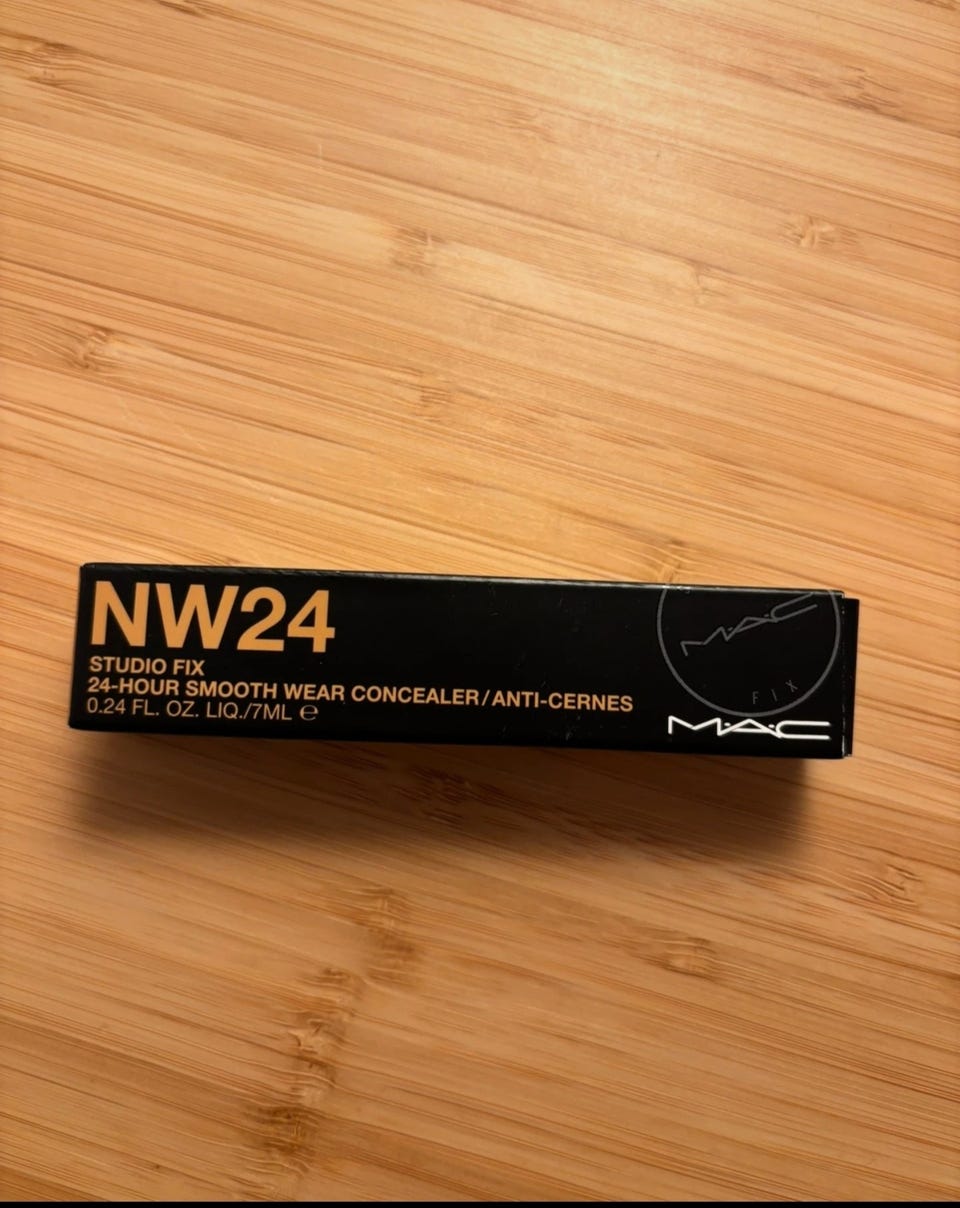 NW24
STUDIO FIX
24-HOUR SMOOTH WEAR CONCEALER/ANTI-CERNES
0.24 FL. OZ. LIQ./7ML ℮
M·A·C
FIX
M·A·C